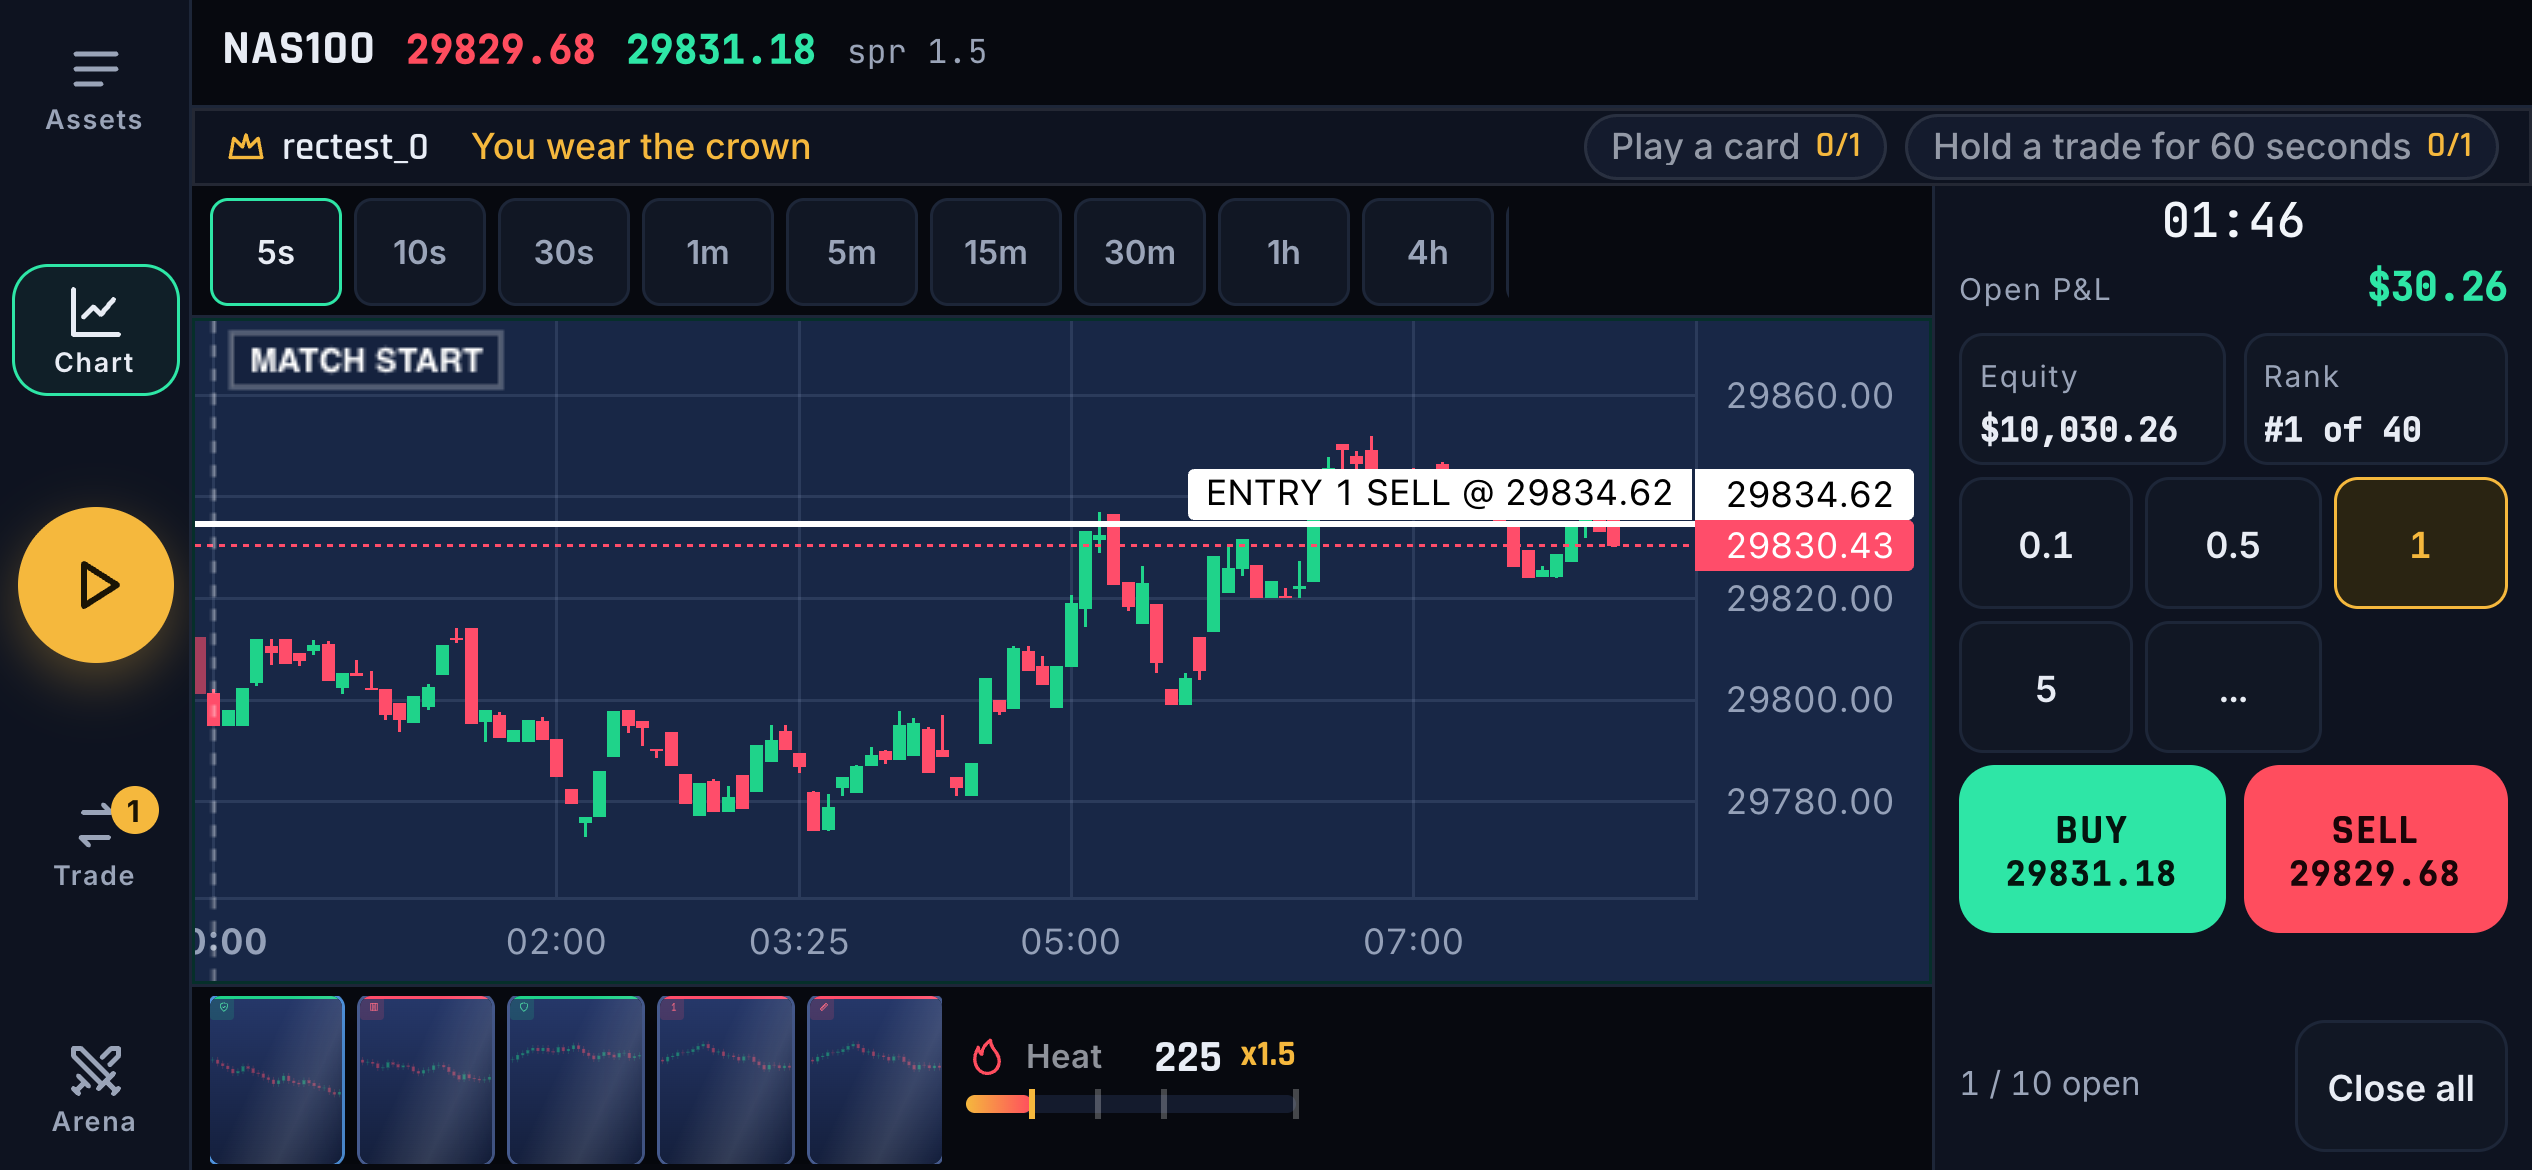 Assets
Chart
1
Trade
Arena
NAS100 29829.68 29831.18 spr 1.5
rectest_0 You wear the crown
Play a card 0/1
Hold a trade for 60 seconds 0/1
5s 10s 30s 1m 5m 15m 30m 1h 4h
MATCH START
29860.00
ENTRY 1 SELL @ 29834.62
29834.62
29830.43
29820.00
29800.00
29780.00
0:00 02:00 03:25 05:00 07:00
Heat 225 x1.5
01:46
Open P&L $30.26
Equity
$10,030.26
Rank
#1 of 40
0.1 0.5 1
5 ...
BUY
29831.18
SELL
29829.68
1 / 10 open
Close all